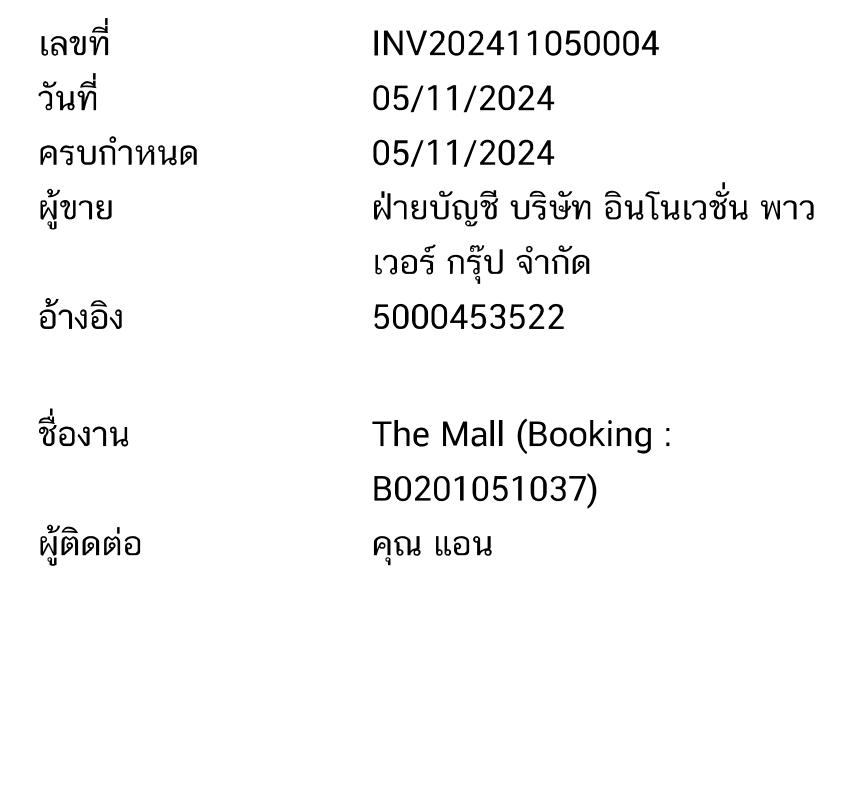 เลขที่ INV202411050004
วันที่ 05/11/2024
ครบกำหนด 05/11/2024
ผู้ขาย ฝ่ายบัญชี บริษัท อินโนเวชั่น พาว
เวอร์ กรุ๊ป จำกัด
อ้างอิง 5000453522
ชื่องาน The Mall (Booking :
B0201051037)
ผู้ติดต่อ คุณ แอน